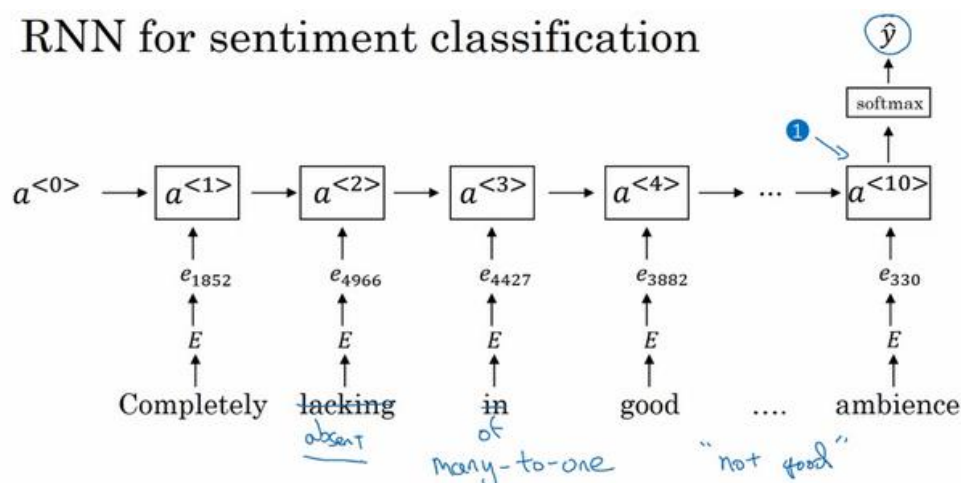 RNN for sentiment classification
ŷ
softmax
1
a<0> a<1> a<2> a<3> a<4> ... a<10>
e1852 e4966 e4427 e3882 e330
E E E E E
Completely lacking in good .... ambience
absent of
many-to-one "not good"